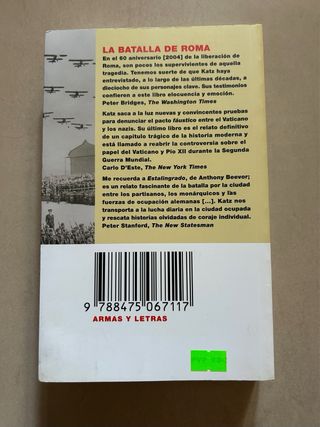 LA BATALLA DE ROMA
En el 60 aniversario [2004] de la liberación de
Roma, son pocos los supervivientes de aquella
tragedia. Tenemos suerte de que Katz haya
entrevistado, a lo largo de las últimas décadas, a
dieciocho de sus personajes clave. Sus testimonios
confieren a este libro elocuencia y emoción.
Peter Bridges, The Washington Times
Katz saca a la luz nuevas y convincentes pruebas
para denunciar el pacto fáustico entre el Vaticano
y los nazis. Su último libro es el relato definitivo
de un capítulo trágico de la historia moderna y
está llamado a reabrir la controversia sobre el
papel del Vaticano y Pío XII durante la Segunda
Guerra Mundial.
Carlo D'Este, The New York Times
Me recuerda a Estalingrado, de Anthony Beevor;
es un relato fascinante de la batalla por la ciudad
entre los partisanos, los monárquicos y las
fuerzas de ocupación alemanas [...]. Katz nos
transporta a la lucha diaria en la ciudad ocupada
y rescata historias olvidadas de coraje individual.
Peter Stanford, The New Statesman
9 788475 067117
ARMAS Y LETRAS